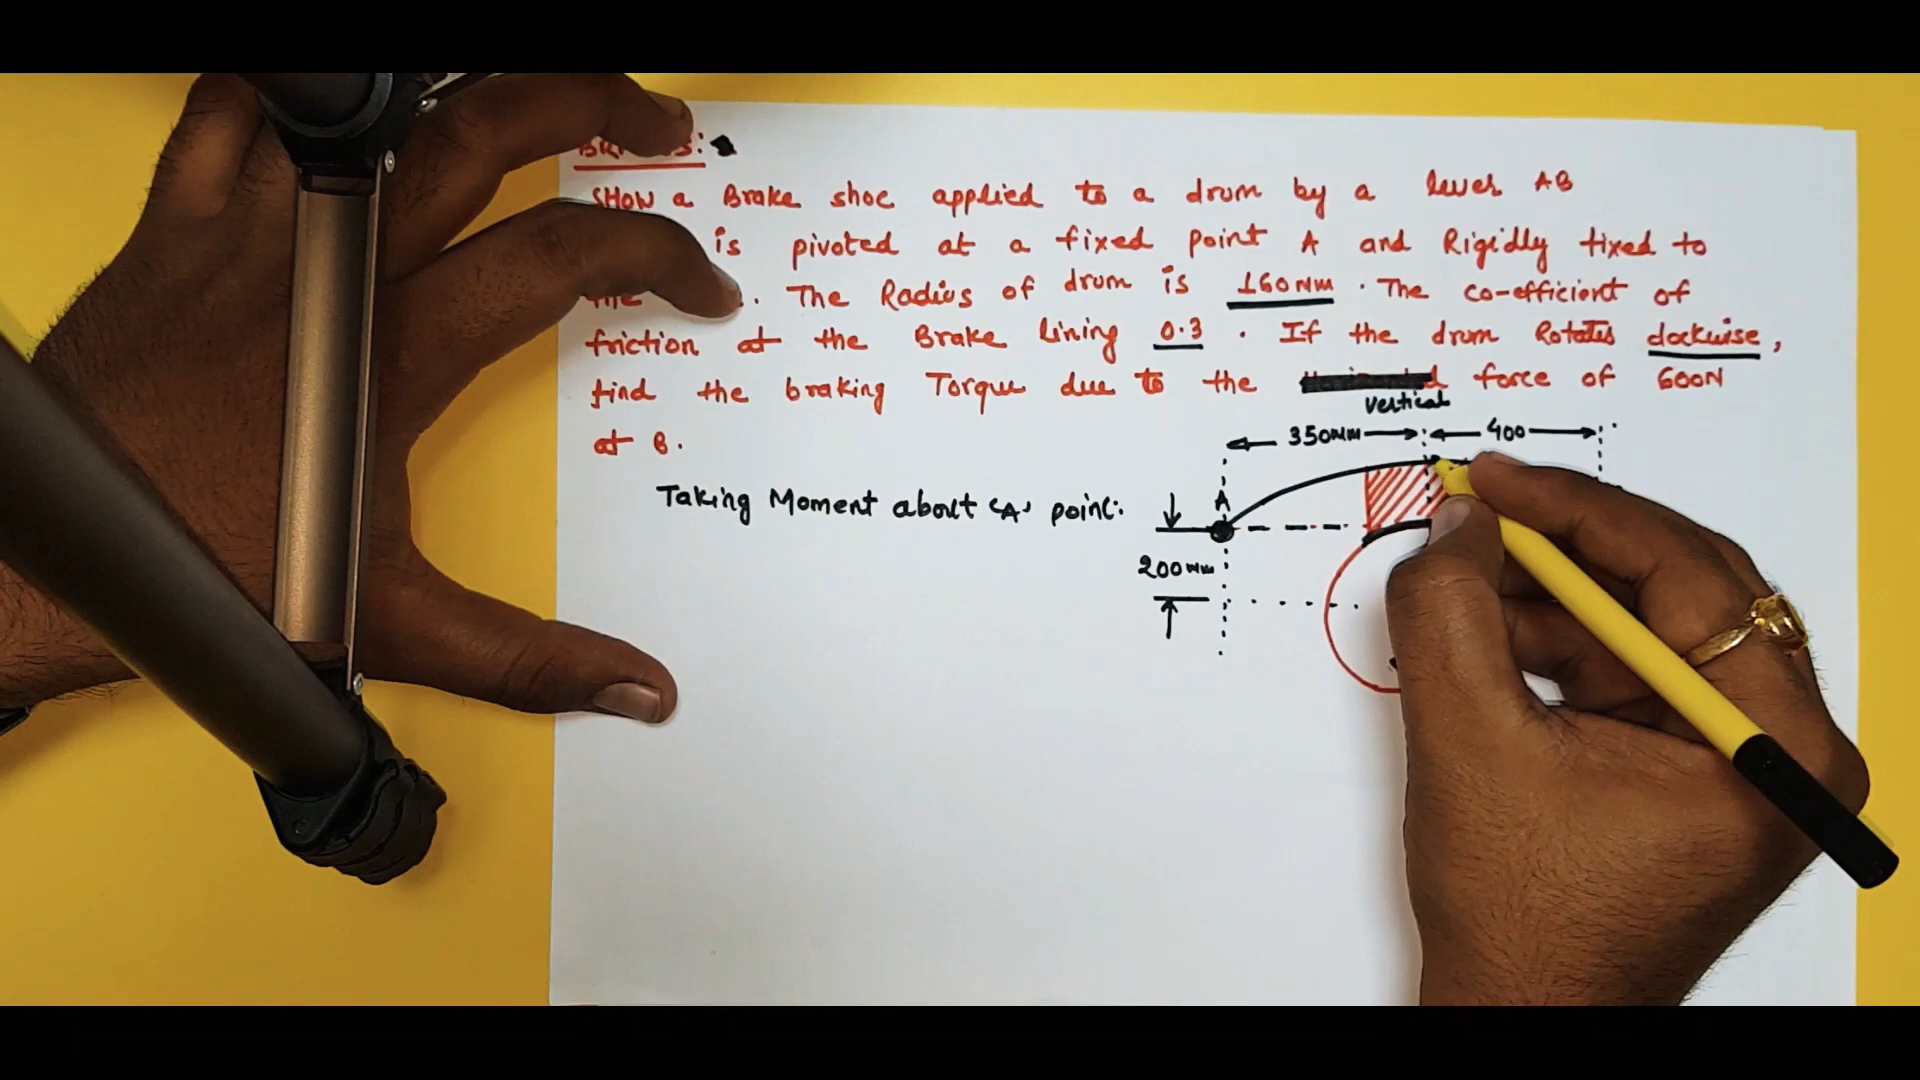 SHOW a Brake shoe applied to a drum by a lever AB
is pivoted at a fixed point A and Rigidly fixed to
. The Radius of drum is 160MM . The co-efficient of
friction at the Brake lining 0.3 . If the drum Rotates clockwise,
find the braking Torque due to the force of 600N
vertical
at B.
350MM 400
Taking Moment about 'A' point:
A
200mm